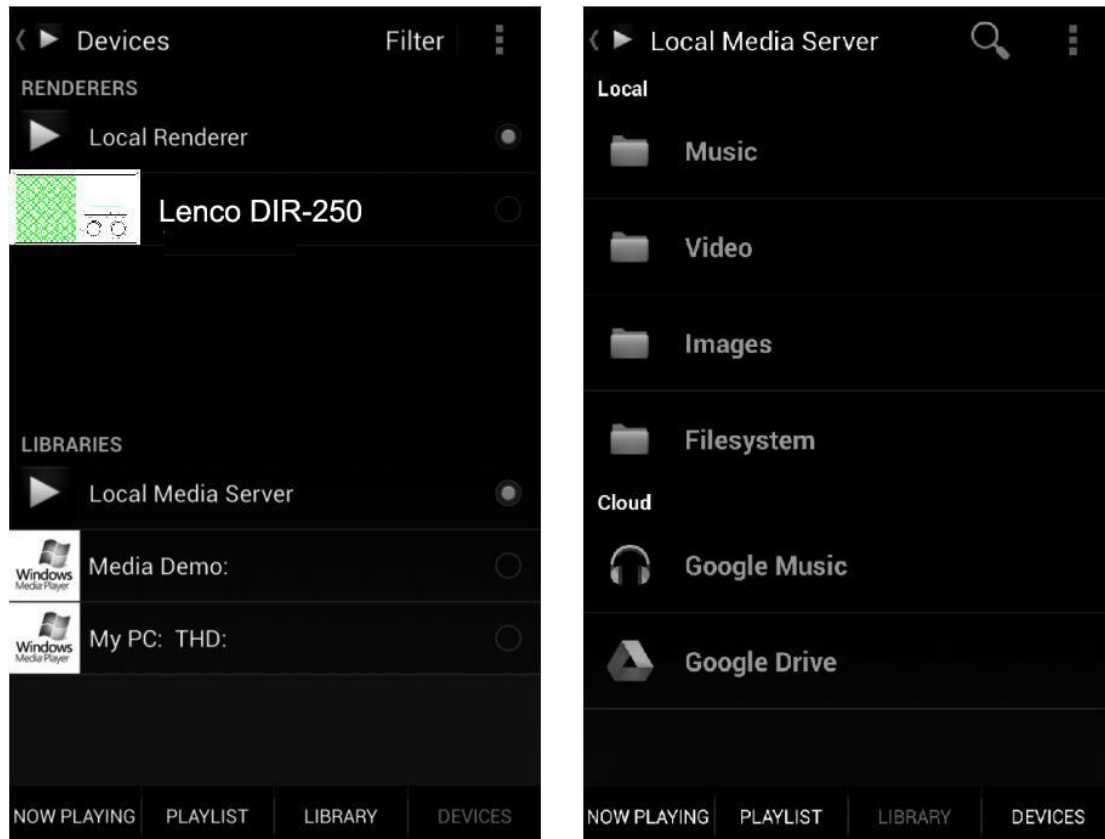 Devices Filter
RENDERERS
Local Renderer
Lenco DIR-250
LIBRARIES
Local Media Server
Windows
Media Player
Media Demo:
Windows
Media Player
My PC: THD:
NOW PLAYING PLAYLIST LIBRARY DEVICES
Local Media Server
Local
Music
Video
Images
Filesystem
Cloud
Google Music
Google Drive
NOW PLAYING PLAYLIST LIBRARY DEVICES